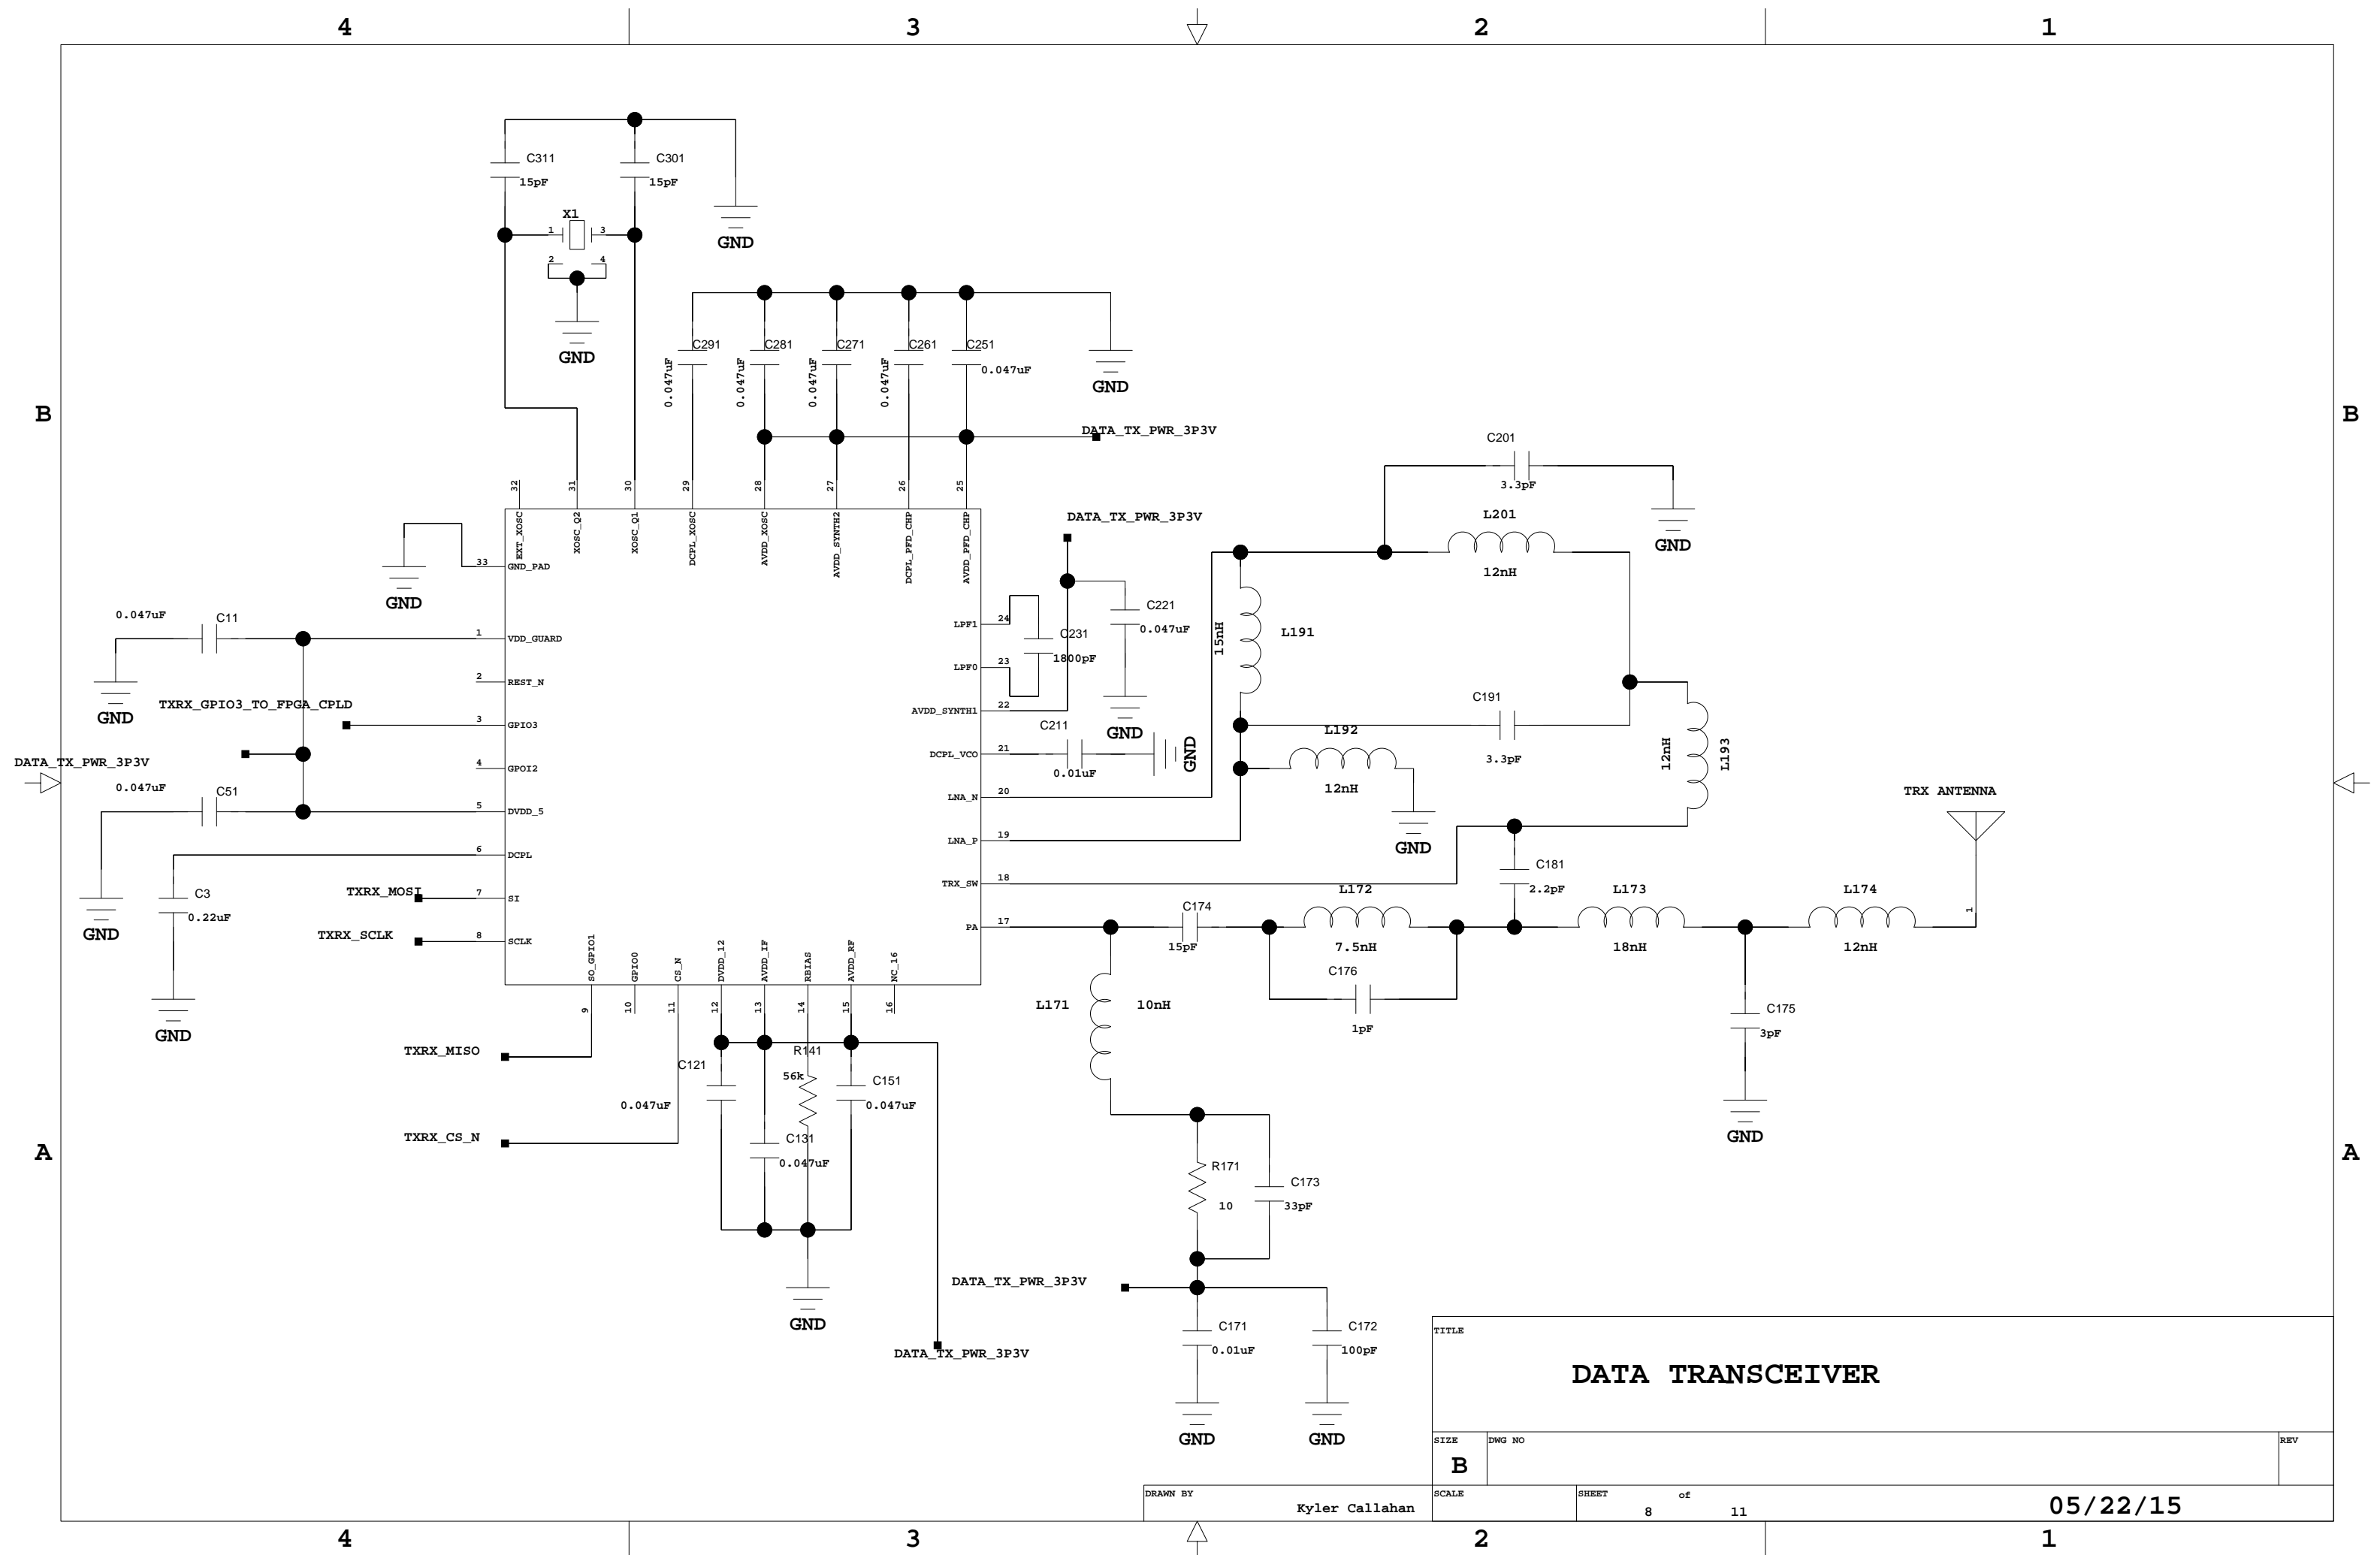 4 3 2 1
C311
15pF
C301
15pF
X1
1
3
2
4
GND
GND
C291
0.047uF
C281
0.047uF
C271
0.047uF
C261
0.047uF
C251
0.047uF
GND
DATA_TX_PWR_3P3V
B
B
32
31
30
29
28
27
26
25
EXT_XOSC
XOSC_Q2
XOSC_Q1
DCPL_XOSC
AVDD_XOSC
AVDD_SYNTH2
DCPL_PFD_CHP
AVDD_PFD_CHP
33
GND_PAD
GND
0.047uF
C11
1
VDD_GUARD
GND
2
REST_N
TXRX_GPIO3_TO_FPGA_CPLD
3
GPIO3
DATA_TX_PWR_3P3V
4
GPOI2
0.047uF
C51
5
DVDD_5
GND
6
DCPL
C3
0.22uF
GND
TXRX_MOSI
7
SI
TXRX_SCLK
8
SCLK
SO_GPIO1
GPIO0
CS_N
DVDD_12
AVDD_IF
RBIAS
AVDD_RF
NC_16
9
10
11
12
13
14
15
16
TXRX_MISO
TXRX_CS_N
C121
0.047uF
R141
56k
C131
0.047uF
C151
0.047uF
GND
DATA_TX_PWR_3P3V
DATA_TX_PWR_3P3V
LPF1
24
C231
1800pF
LPF0
23
AVDD_SYNTH1
22
C221
0.047uF
GND
DCPL_VCO
21
C211
0.01uF
GND
LNA_N
20
LNA_P
19
TRX_SW
18
PA
17
C201
3.3pF
GND
L201
12nH
15nH
L191
C191
3.3pF
L192
12nH
GND
12nH
L193
TRX ANTENNA
1
C181
2.2pF
C174
15pF
L172
7.5nH
C176
1pF
L173
18nH
L174
12nH
C175
3pF
GND
L171
10nH
R171
10
C173
33pF
DATA_TX_PWR_3P3V
C171
0.01uF
GND
C172
100pF
GND
A
A
TITLE
DATA TRANSCEIVER
SIZE
B
DWG NO
REV
DRAWN BY
Kyler Callahan
SCALE
SHEET
8
of
11
05/22/15
4 3 2 1